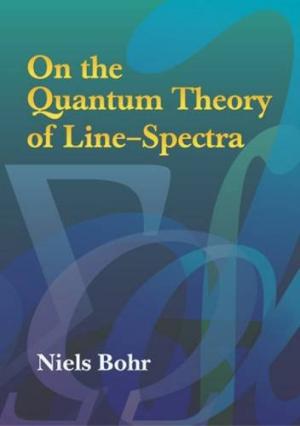 On the
Quantum Theory
of Line–Spectra
Niels Bohr